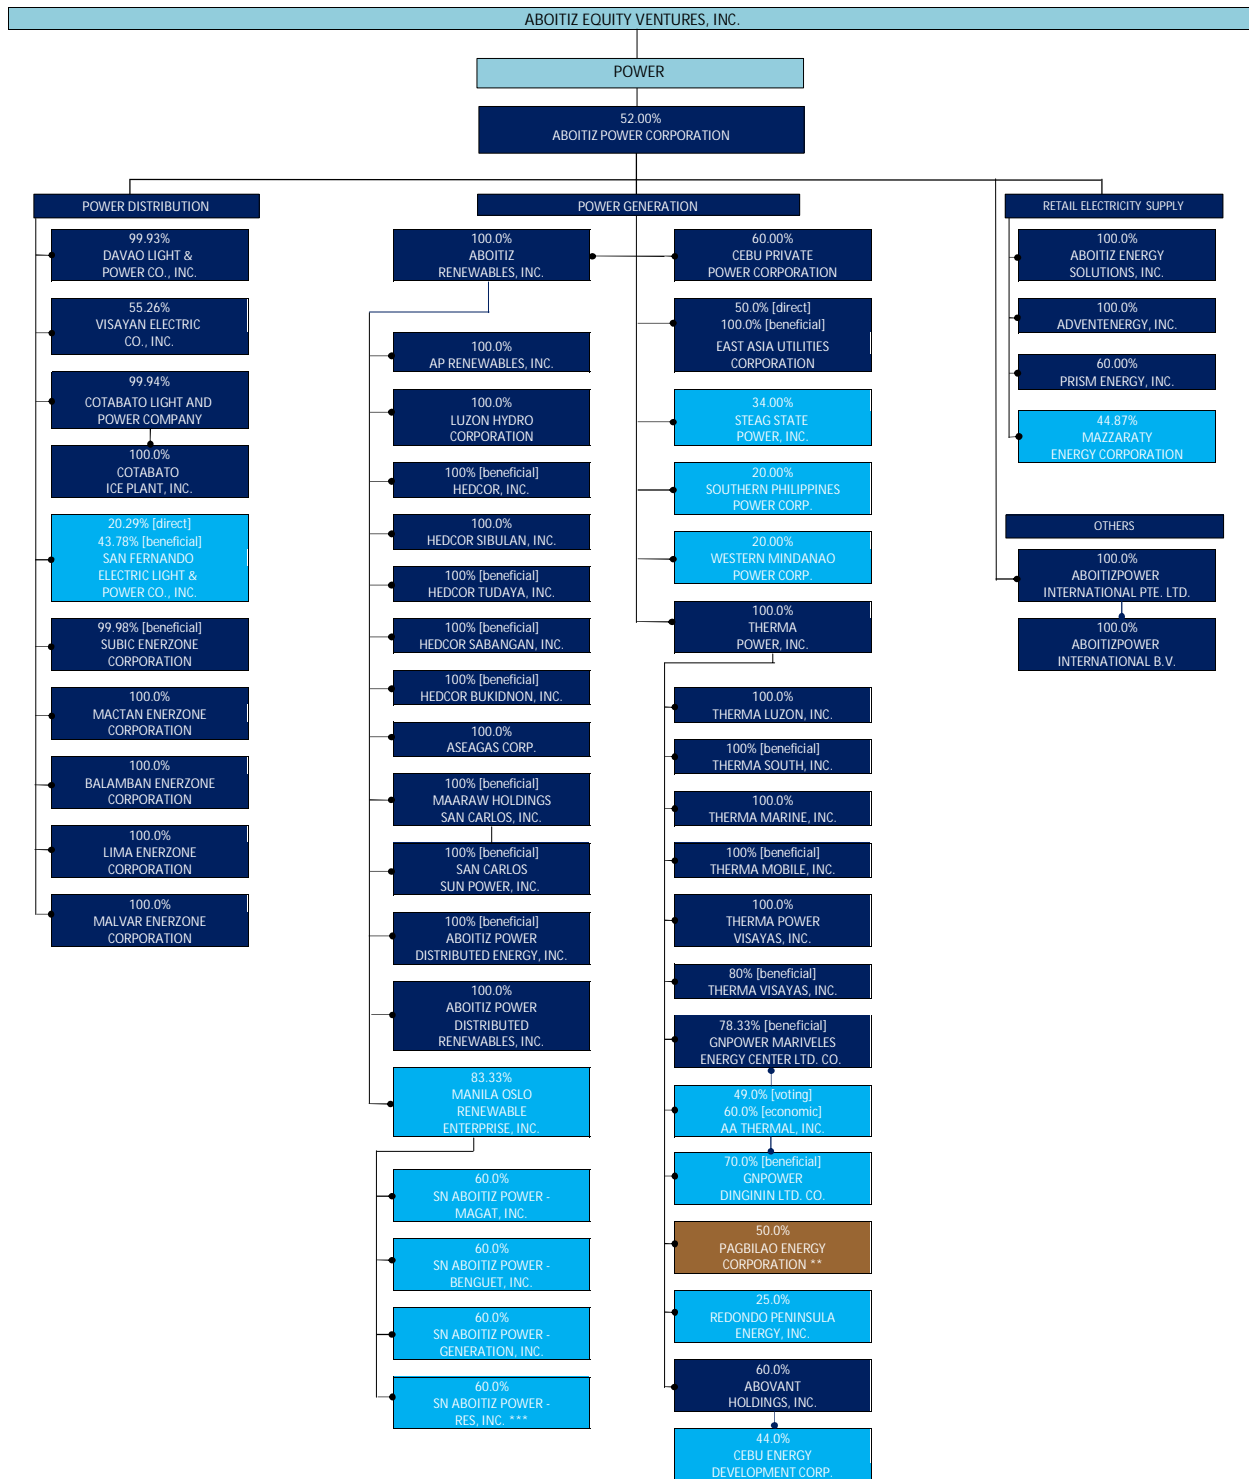 ABOITIZ EQUITY VENTURES, INC.
POWER
52.00%
ABOITIZ POWER CORPORATION
POWER DISTRIBUTION
99.93%
DAVAO LIGHT &
POWER CO., INC.
55.26%
VISAYAN ELECTRIC
CO., INC.
99.94%
COTABATO LIGHT AND
POWER COMPANY
100.0%
COTABATO
ICE PLANT, INC.
20.29% [direct]
43.78% [beneficial]
SAN FERNANDO
ELECTRIC LIGHT &
POWER CO., INC.
99.98% [beneficial]
SUBIC ENERZONE
CORPORATION
100.0%
MACTAN ENERZONE
CORPORATION
100.0%
BALAMBAN ENERZONE
CORPORATION
100.0%
LIMA ENERZONE
CORPORATION
100.0%
MALVAR ENERZONE
CORPORATION
POWER GENERATION
100.0%
ABOITIZ
RENEWABLES, INC.
100.0%
AP RENEWABLES, INC.
100.0%
LUZON HYDRO
CORPORATION
100% [beneficial]
HEDCOR, INC.
100.0%
HEDCOR SIBULAN, INC.
100% [beneficial]
HEDCOR TUDAYA, INC.
100% [beneficial]
HEDCOR SABANGAN, INC.
100% [beneficial]
HEDCOR BUKIDNON, INC.
100.0%
ASEAGAS CORP.
100% [beneficial]
MAARAW HOLDINGS
SAN CARLOS, INC.
100% [beneficial]
SAN CARLOS
SUN POWER, INC.
100% [beneficial]
ABOITIZ POWER
DISTRIBUTED ENERGY, INC.
100.0%
ABOITIZ POWER
DISTRIBUTED
RENEWABLES, INC.
83.33%
MANILA OSLO
RENEWABLE
ENTERPRISE, INC.
60.0%
SN ABOITIZ POWER -
MAGAT, INC.
60.0%
SN ABOITIZ POWER -
BENGUET, INC.
60.0%
SN ABOITIZ POWER -
GENERATION, INC.
60.0%
SN ABOITIZ POWER -
RES, INC. ***
60.00%
CEBU PRIVATE
POWER CORPORATION
50.0% [direct]
100.0% [beneficial]
EAST ASIA UTILITIES
CORPORATION
34.00%
STEAG STATE
POWER, INC.
20.00%
SOUTHERN PHILIPPINES
POWER CORP.
20.00%
WESTERN MINDANAO
POWER CORP.
100.0%
THERMA
POWER, INC.
100.0%
THERMA LUZON, INC.
100% [beneficial]
THERMA SOUTH, INC.
100.0%
THERMA MARINE, INC.
100% [beneficial]
THERMA MOBILE, INC.
100.0%
THERMA POWER
VISAYAS, INC.
80% [beneficial]
THERMA VISAYAS, INC.
78.33% [beneficial]
GNPOWER MARIVELES
ENERGY CENTER LTD. CO.
49.0% [voting]
60.0% [economic]
AA THERMAL, INC.
70.0% [beneficial]
GNPOWER
DINGININ LTD. CO.
50.0%
PAGBILAO ENERGY
CORPORATION **
25.0%
REDONDO PENINSULA
ENERGY, INC.
60.0%
ABOVANT
HOLDINGS, INC.
44.0%
CEBU ENERGY
DEVELOPMENT CORP.
RETAIL ELECTRICITY SUPPLY
100.0%
ABOITIZ ENERGY
SOLUTIONS, INC.
100.0%
ADVENTENERGY, INC.
60.00%
PRISM ENERGY, INC.
44.87%
MAZZARATY
ENERGY CORPORATION
OTHERS
100.0%
ABOITIZPOWER
INTERNATIONAL PTE. LTD.
100.0%
ABOITIZPOWER
INTERNATIONAL B.V.